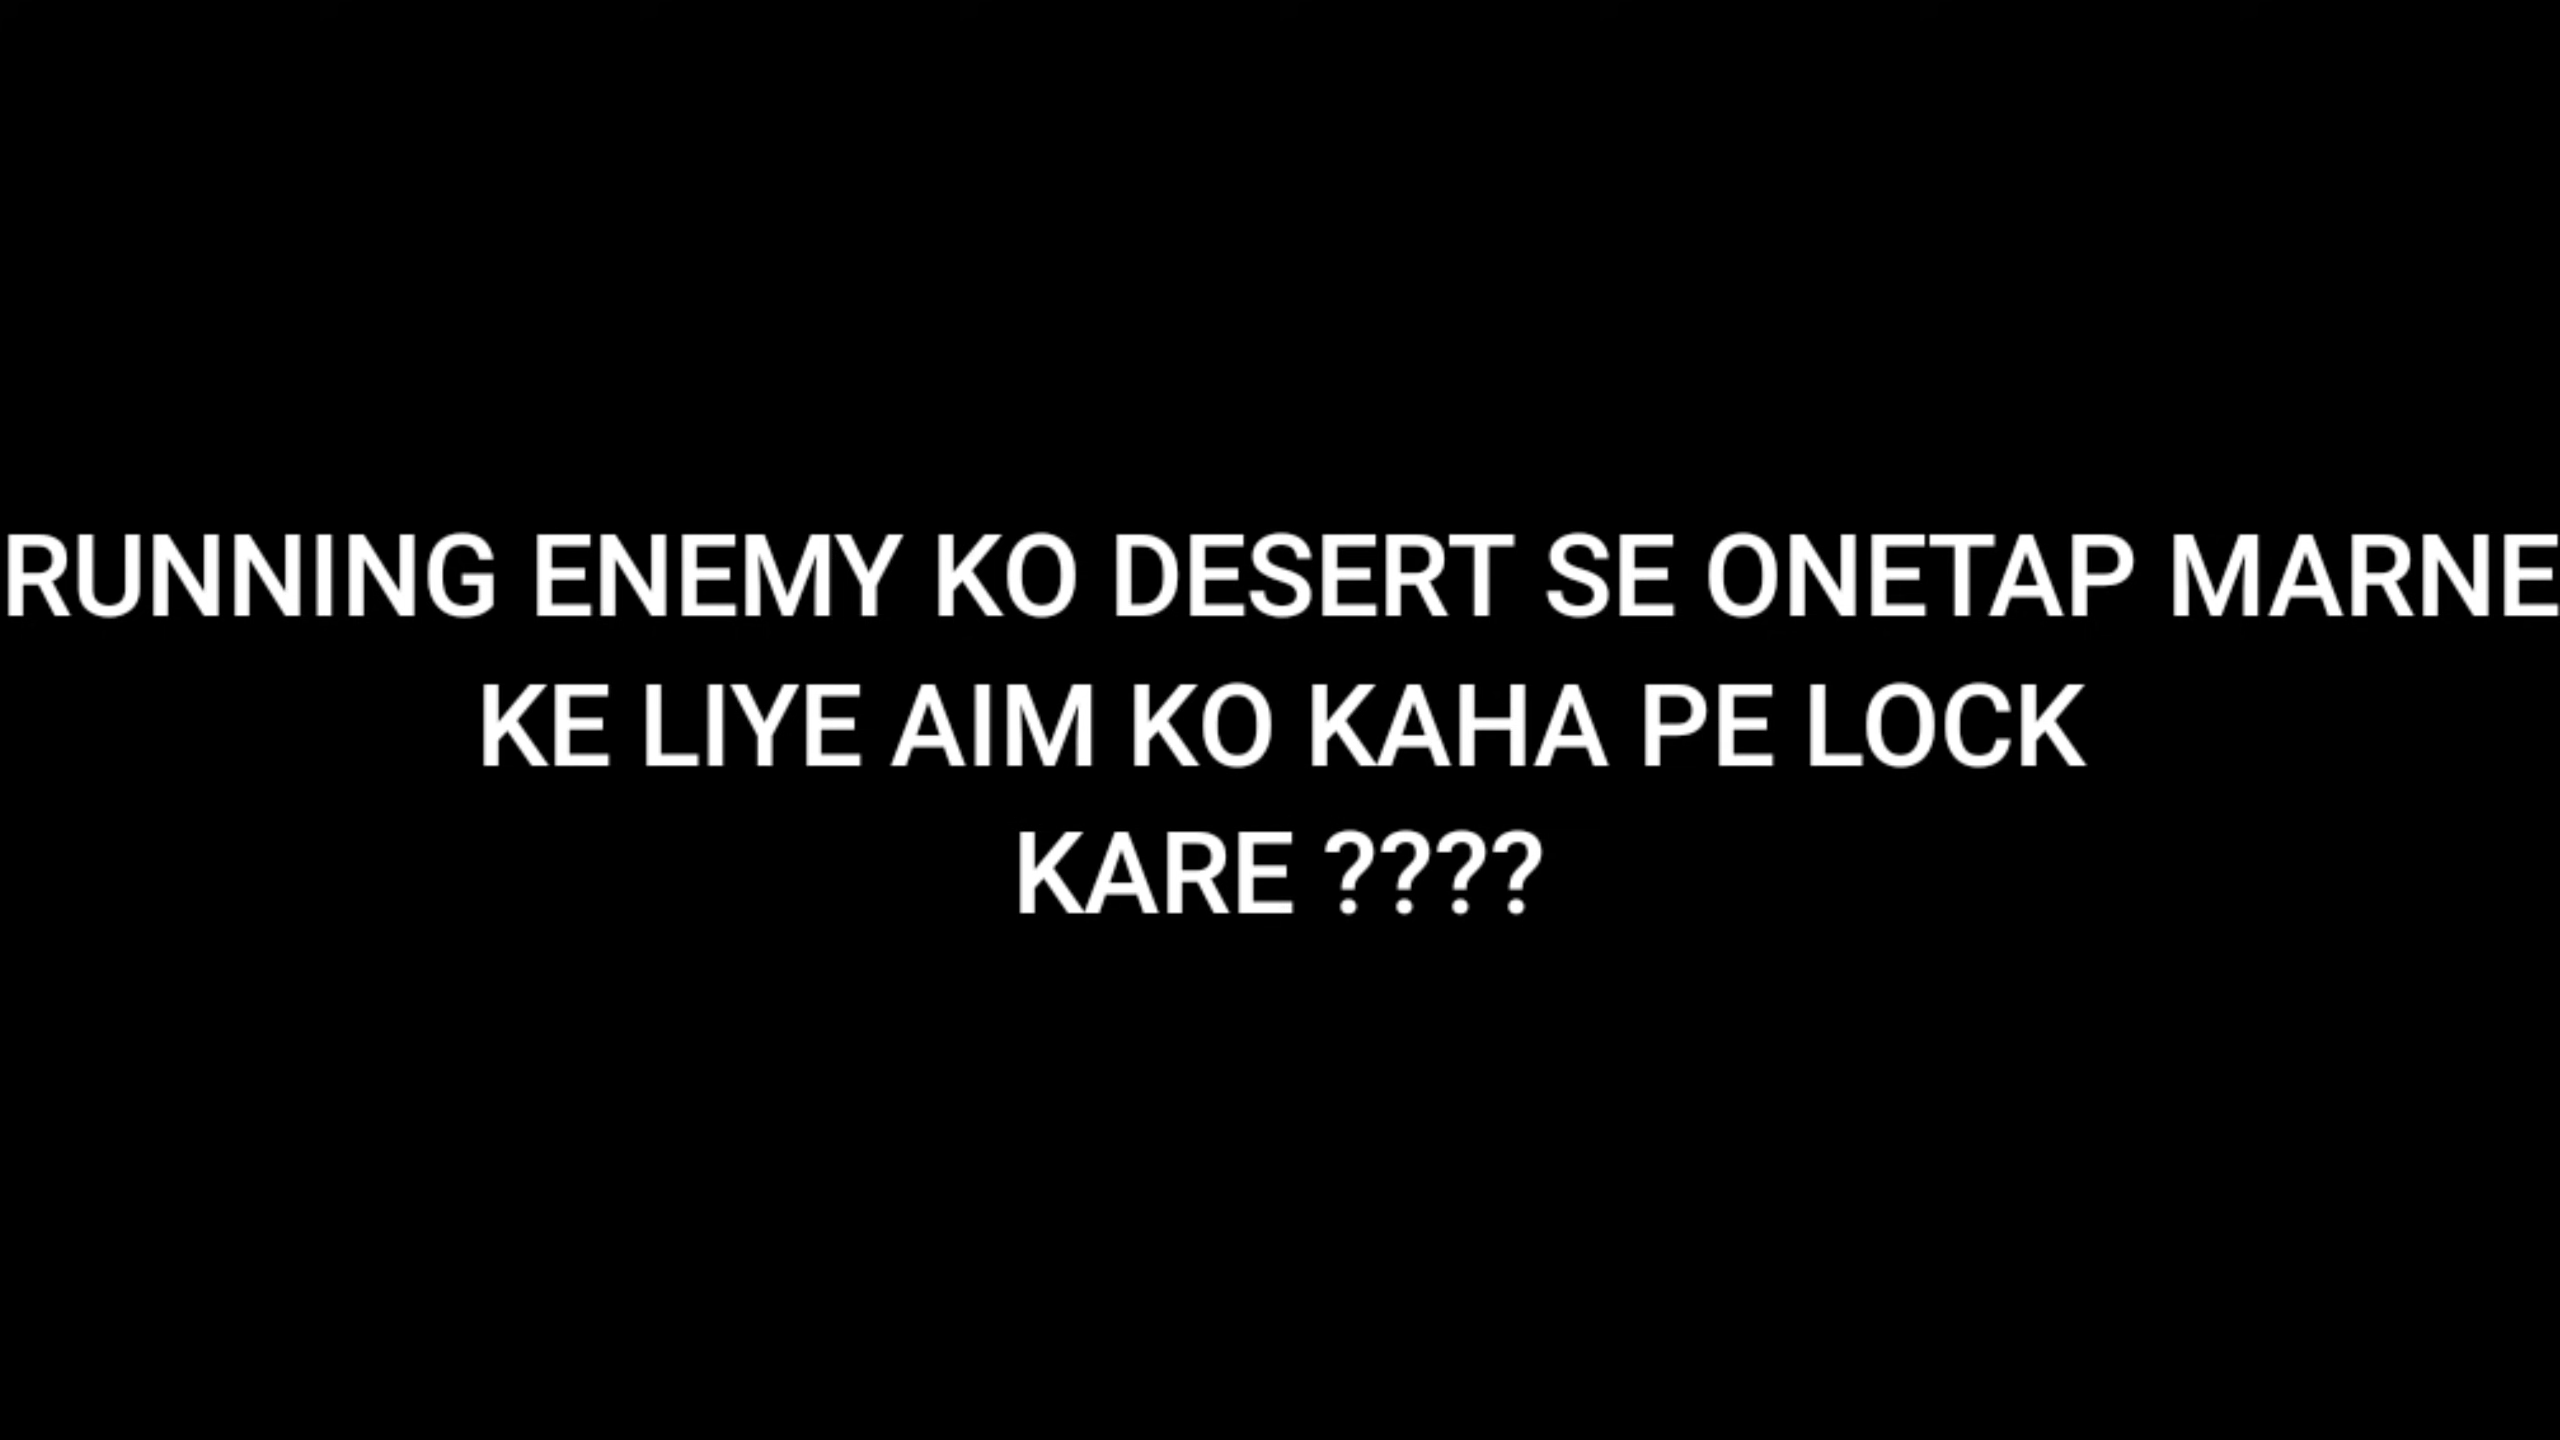 RUNNING ENEMY KO DESERT SE ONETAP MARNE
KE LIYE AIM KO KAHA PE LOCK
KARE ????